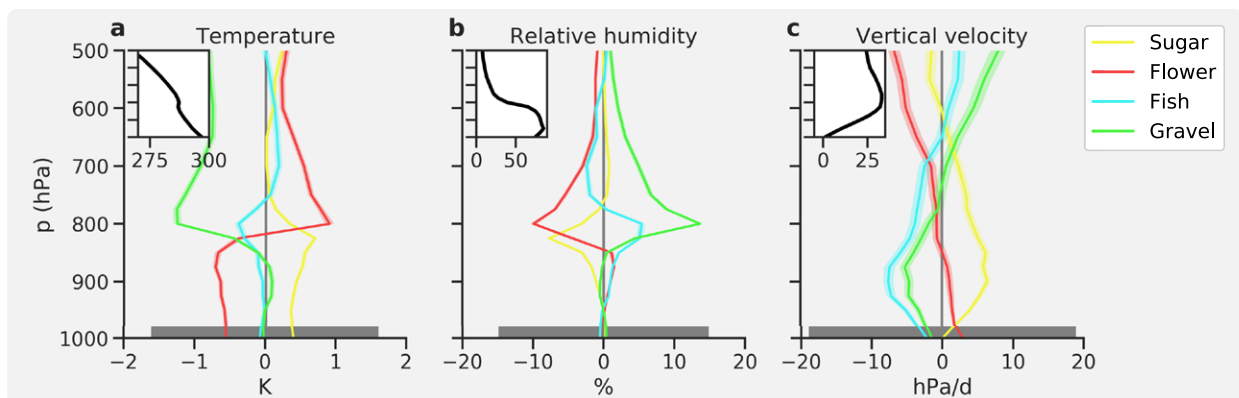 a Temperature
b Relative humidity
c Vertical velocity
p (hPa)
500
600
700
800
900
1000
275 300
−2 −1 0 1 2
K
0 50
−20 −10 0 10 20
%
0 25
−20 −10 0 10 20
hPa/d
Sugar
Flower
Fish
Gravel